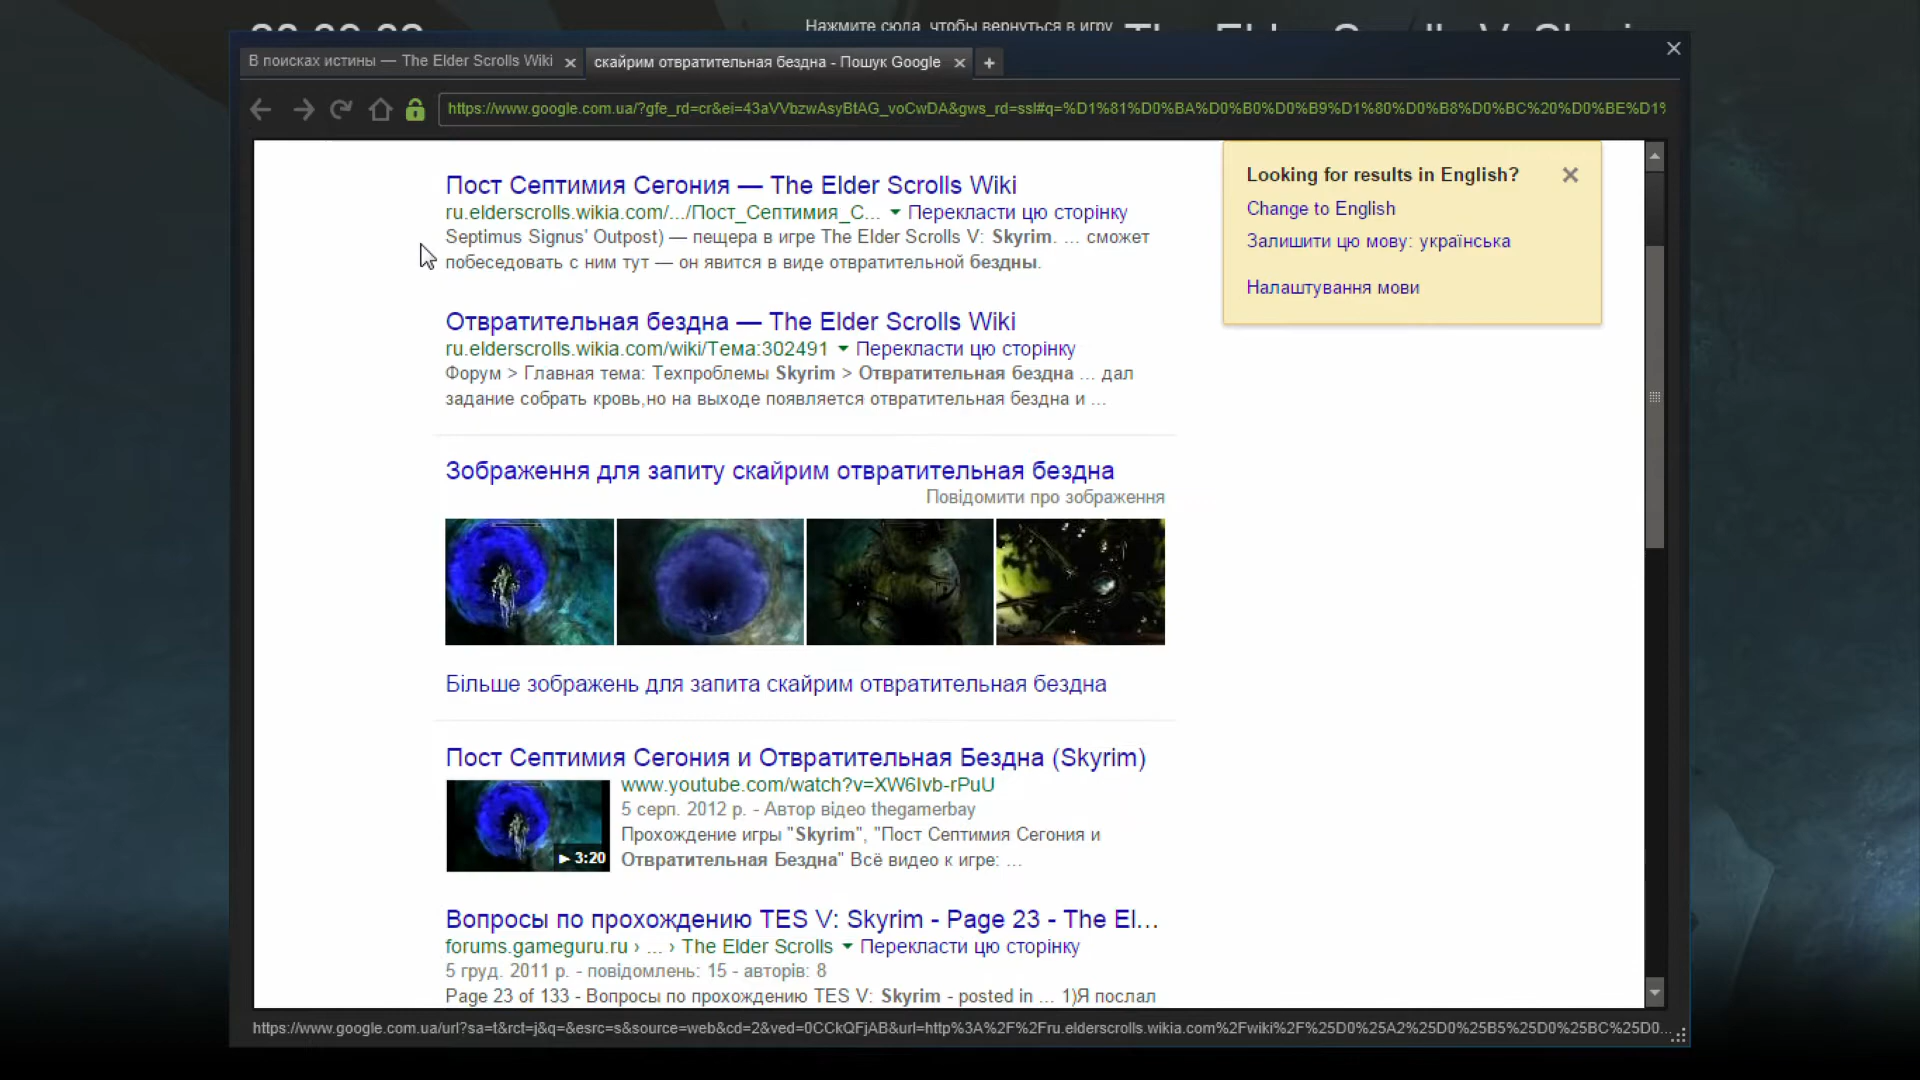 Нажмите сюда, чтобы вернуться в игру
В поисках истины — The Elder Scrolls Wiki
скайрим отвратительная бездна - Пошук Google
https://www.google.com.ua/?gfe_rd=cr&ei=43aVVbzwAsyBtAG_voCwDA&gws_rd=ssl#q=%D1%81%D0%BA%D0%B0%D0%B9%D1%80%D0%B8%D0%BC%20%D0%BE%D1%
Пост Септимия Сегония — The Elder Scrolls Wiki
ru.elderscrolls.wikia.com/.../Пост_Септимия_С... Перекласти цю сторінку
Septimus Signus' Outpost) — пещера в игре The Elder Scrolls V: Skyrim. ... сможет
побеседовать с ним тут — он явится в виде отвратительной бездны.
Отвратительная бездна — The Elder Scrolls Wiki
ru.elderscrolls.wikia.com/wiki/Тема:302491 Перекласти цю сторінку
Форум > Главная тема: Техпроблемы Skyrim > Отвратительная бездна ... дал
задание собрать кровь,но на выходе появляется отвратительная бездна и ...
Зображення для запиту скайрим отвратительная бездна
Повідомити про зображення
Більше зображень для запита скайрим отвратительная бездна
Пост Септимия Сегония и Отвратительная Бездна (Skyrim)
www.youtube.com/watch?v=XW6Ivb-rPuU
5 серп. 2012 р. - Автор відео thegamerbay
Прохождение игры "Skyrim", "Пост Септимия Сегония и
Отвратительная Бездна" Всё видео к игре: ...
3:20
Вопросы по прохождению TES V: Skyrim - Page 23 - The El...
forums.gameguru.ru › ... › The Elder Scrolls Перекласти цю сторінку
5 груд. 2011 р. - повідомлень: 15 - авторів: 8
Page 23 of 133 - Вопросы по прохождению TES V: Skyrim - posted in ... 1)Я послал
Looking for results in English?
Change to English
Залишити цю мову: українська
Налаштування мови
https://www.google.com.ua/url?sa=t&rct=j&q=&esrc=s&source=web&cd=2&ved=0CCkQFjAB&url=http%3A%2F%2Fru.elderscrolls.wikia.com%2Fwiki%2F%25D0%25A2%25D0%25B5%25D0%25BC%25D0...